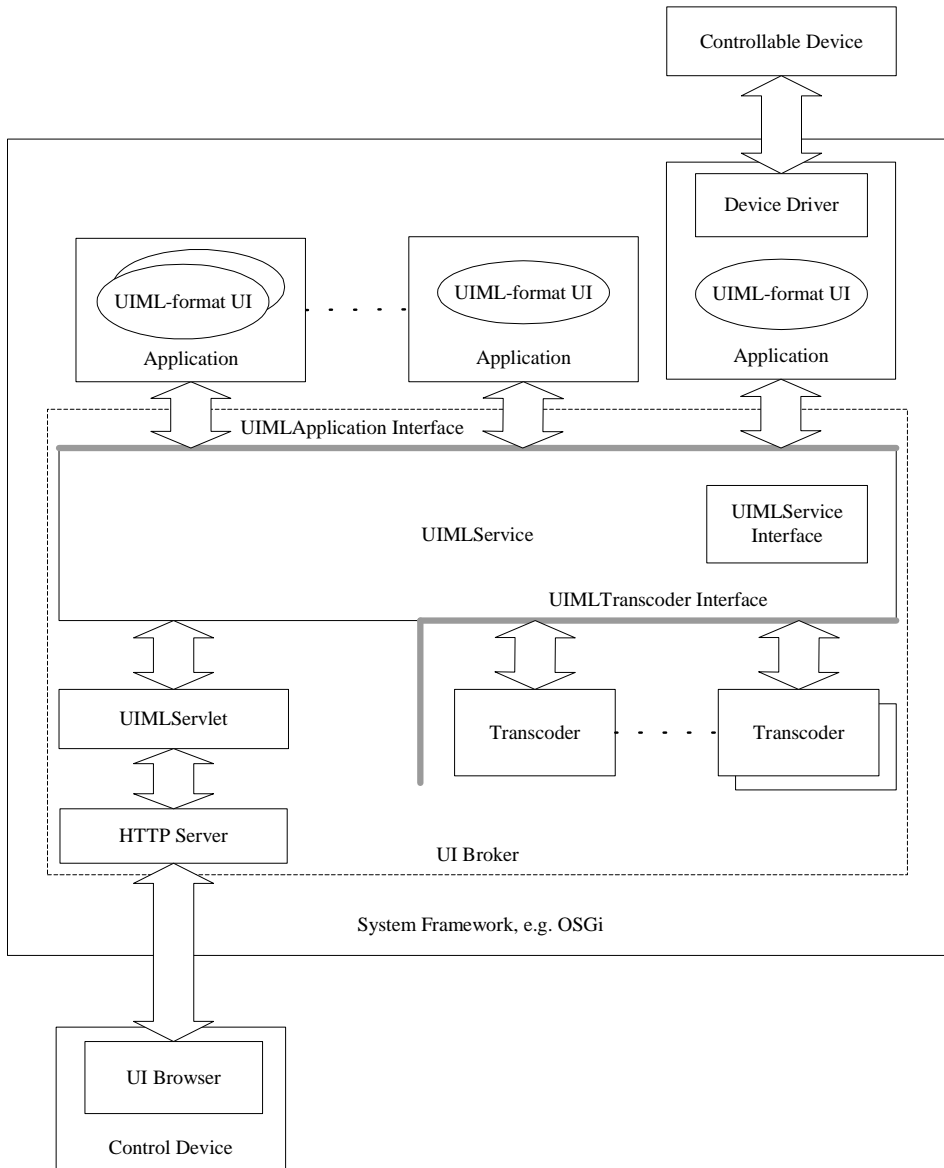 Controllable Device
Device Driver
UIML-format UI
UIML-format UI
UIML-format UI
Application
Application
Application
UIMLApplication Interface
UIMLService
UIMLService
Interface
UIMLTranscoder Interface
UIMLServlet
Transcoder
Transcoder
HTTP Server
UI Broker
System Framework, e.g. OSGi
UI Browser
Control Device